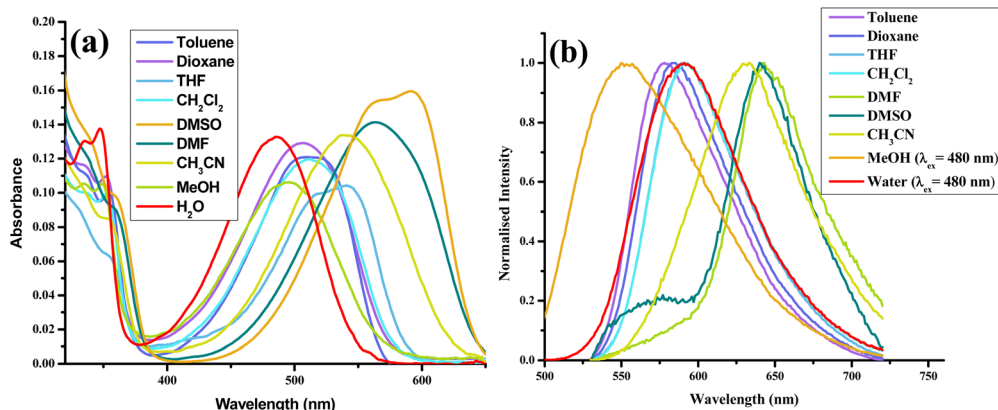 (a)
Absorbance
0.20
0.18
0.16
0.14
0.12
0.10
0.08
0.06
0.04
0.02
0.00
400
500
600
Wavelength (nm)
Toluene
Dioxane
THF
CH₂Cl₂
DMSO
DMF
CH₃CN
MeOH
H₂O
(b)
Normalised Intensity
1.0
0.8
0.6
0.4
0.2
0.0
500
550
600
650
700
750
Wavelength (nm)
Toluene
Dioxane
THF
CH₂Cl₂
DMF
DMSO
CH₃CN
MeOH (λₑₓ= 480 nm)
Water (λₑₓ= 480 nm)